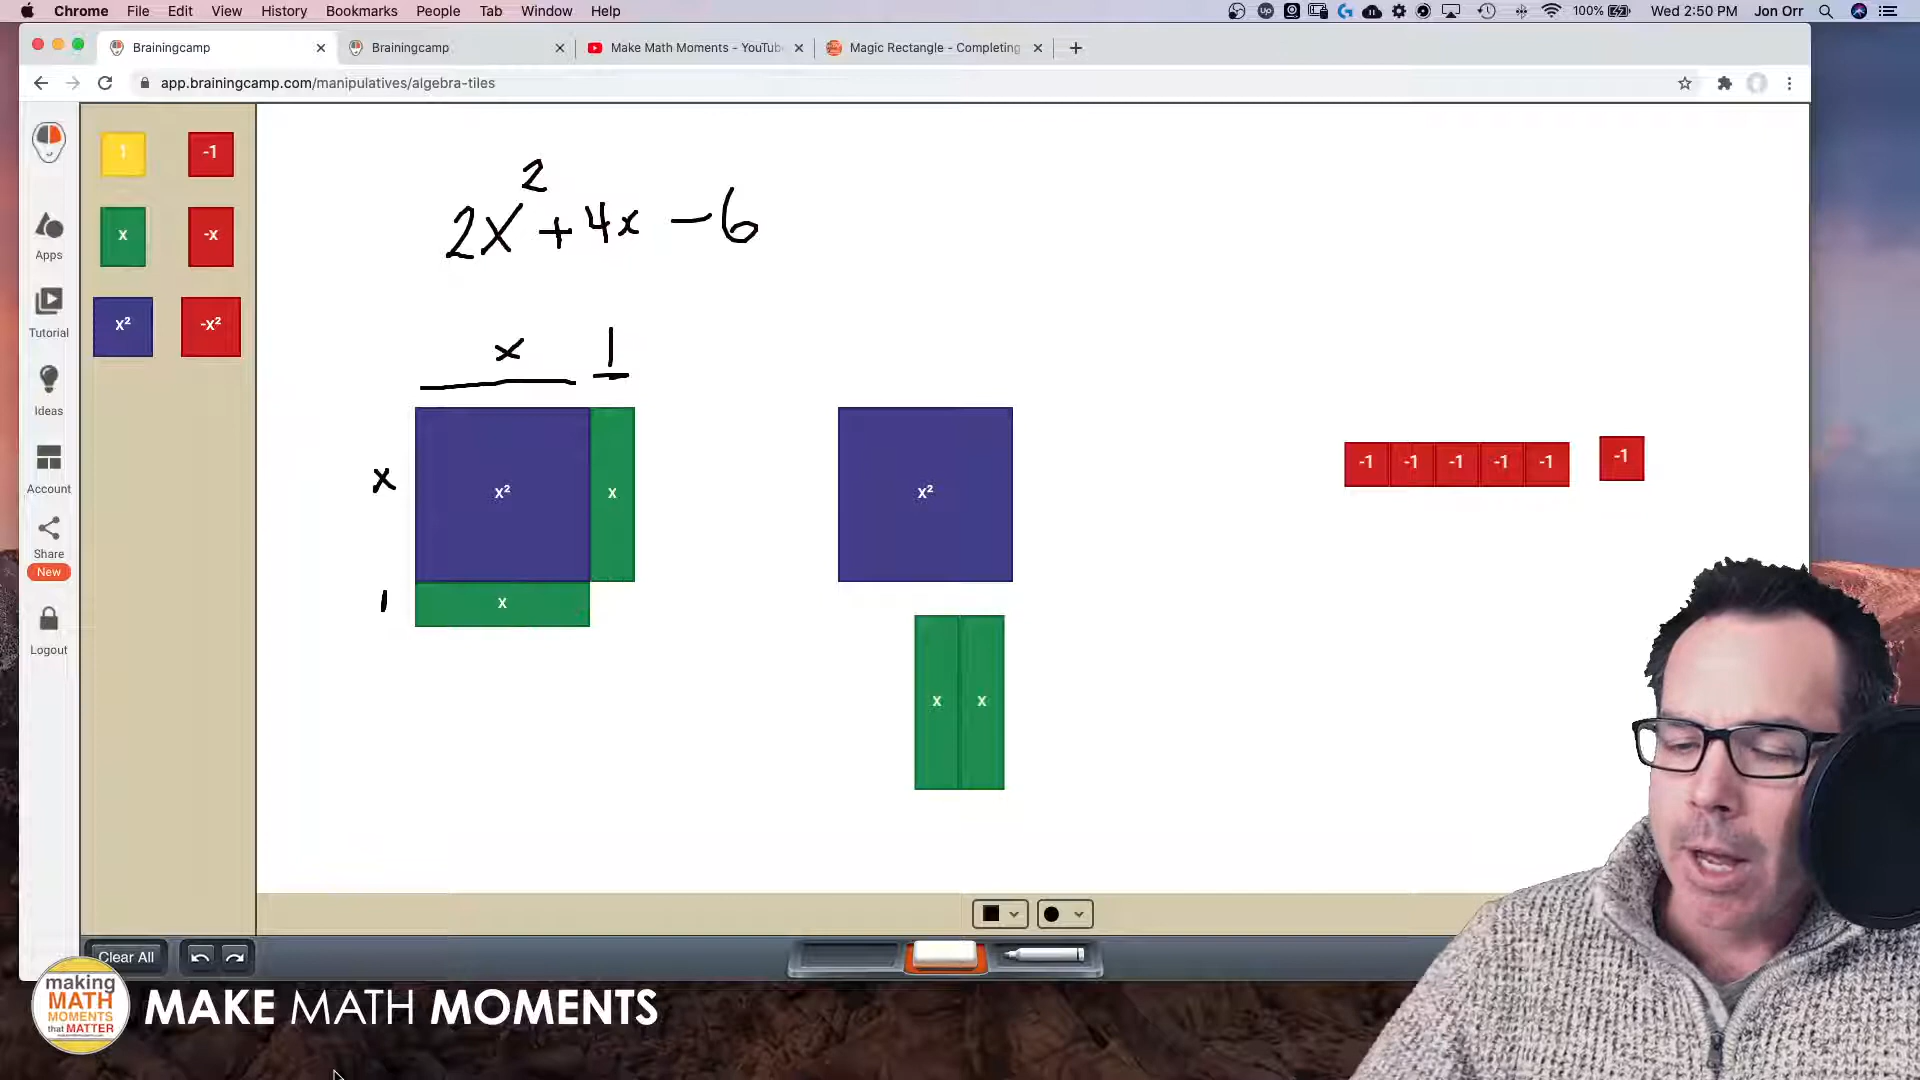 Chrome File Edit View History Bookmarks People Tab Window Help
100% Wed 2:50 PM Jon Orr
Brainingcamp
Brainingcamp
Make Math Moments - YouTub
Magic Rectangle - Completing
app.brainingcamp.com/manipulatives/algebra-tiles
1 -1
x -x
x² -x²
Apps
Tutorial
Ideas
Account
Share
New
Logout
2x² + 4x - 6
x 1
x
1
x² x
x
x²
x x
-1 -1 -1 -1 -1 -1
Clear All
making
MATH
MOMENTS
that MATTER
MAKE MATH MOMENTS